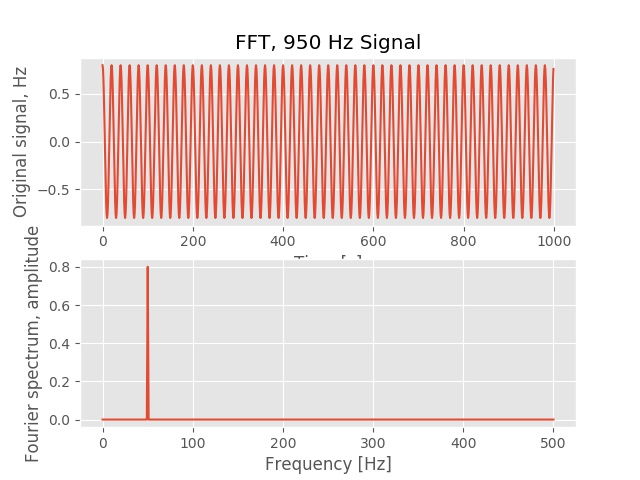 FFT, 950 Hz Signal
Original signal, Hz
0.5
0.0
−0.5
0 200 400 600 800 1000
Fourier spectrum, amplitude
0.8
0.6
0.4
0.2
0.0
0 100 200 300 400 500
Frequency [Hz]